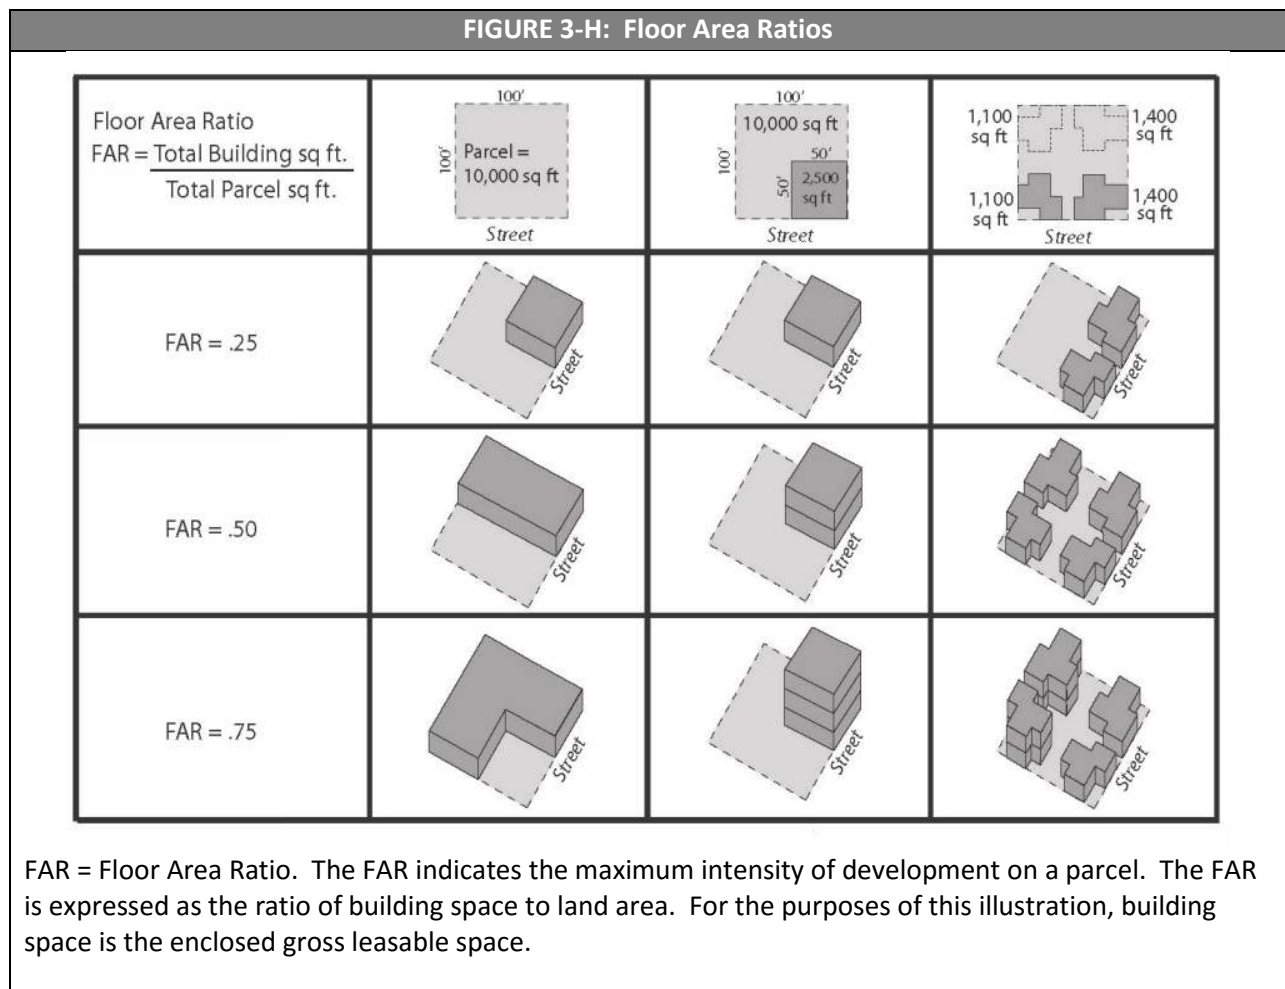 FIGURE 3-H:  Floor Area Ratios
Floor Area Ratio
FAR = Total Building sq ft.
Total Parcel sq ft.
100'
100'
Parcel =
10,000 sq ft
Street
100'
100'
10,000 sq ft
50'
50'
2,500
sq ft
Street
1,100
sq ft
1,400
sq ft
1,100
sq ft
1,400
sq ft
Street
FAR = .25
Street
Street
Street
FAR = .50
Street
Street
Street
FAR = .75
Street
Street
Street
FAR = Floor Area Ratio.  The FAR indicates the maximum intensity of development on a parcel.  The FAR
is expressed as the ratio of building space to land area.  For the purposes of this illustration, building
space is the enclosed gross leasable space.